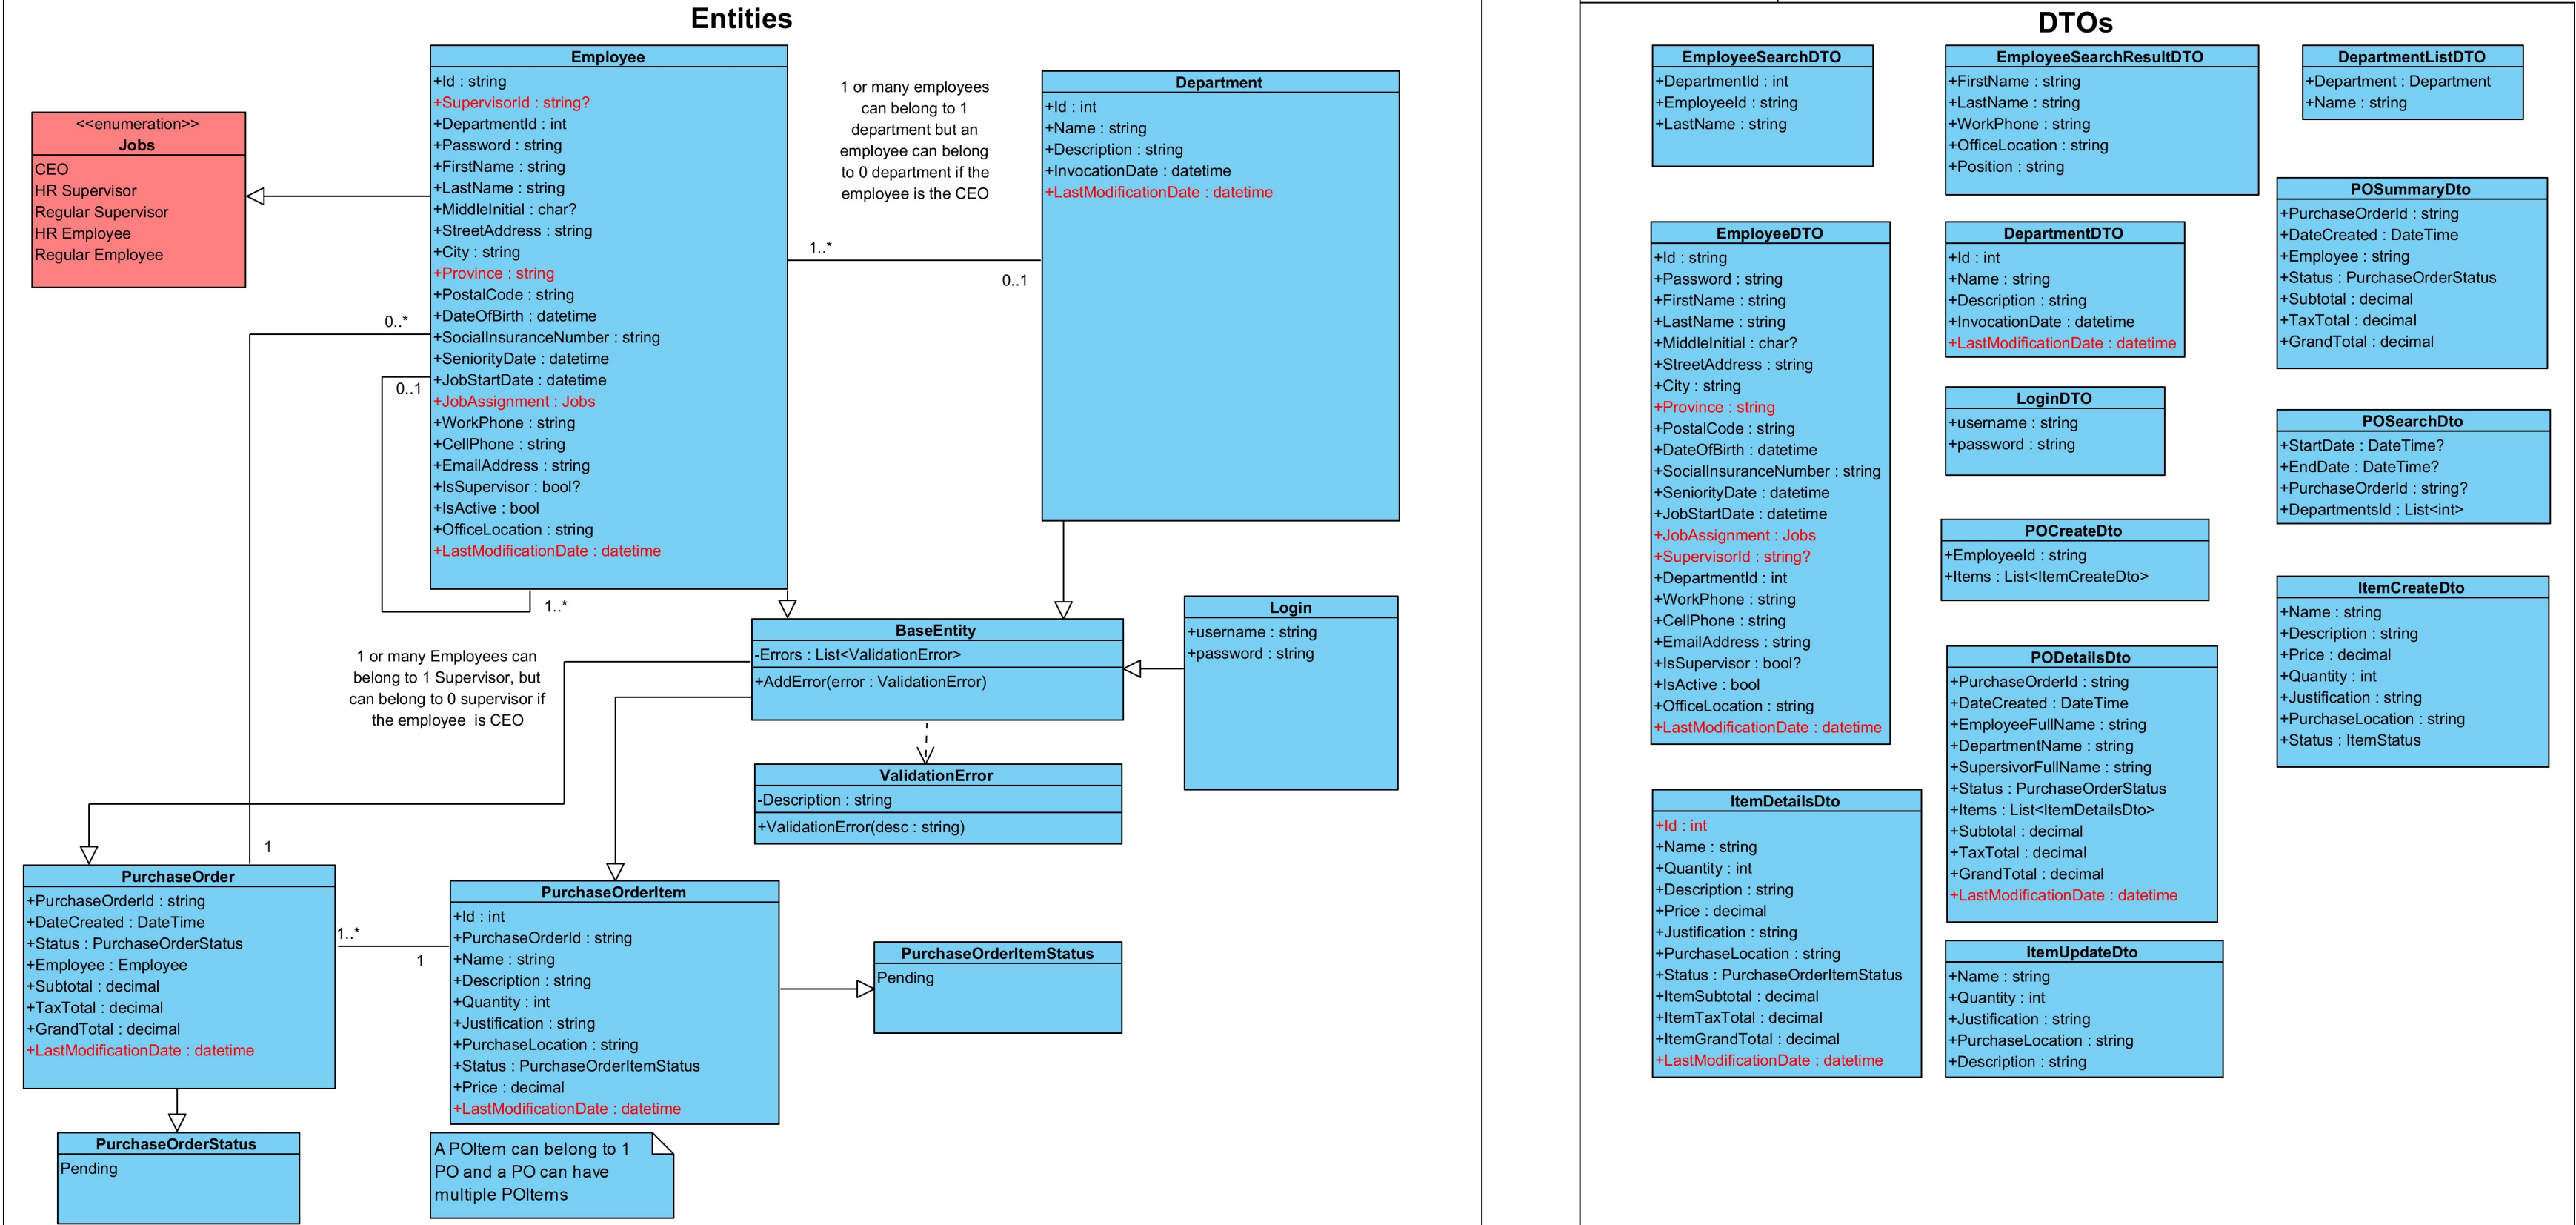 Entities
Employee
+Id : string
+SupervisorId : string?
+DepartmentId : int
+Password : string
+FirstName : string
+LastName : string
+MiddleInitial : char?
+StreetAddress : string
+City : string
+Province : string
+PostalCode : string
+DateOfBirth : datetime
+SocialInsuranceNumber : string
+SeniorityDate : datetime
+JobStartDate : datetime
+JobAssignment : Jobs
+WorkPhone : string
+CellPhone : string
+EmailAddress : string
+IsSupervisor : bool?
+IsActive : bool
+OfficeLocation : string
+LastModificationDate : datetime
<<enumeration>>
Jobs
CEO
HR Supervisor
Regular Supervisor
HR Employee
Regular Employee
1 or many employees
can belong to 1
department but an
employee can belong
to 0 department if the
employee is the CEO
1..*
0..1
Department
+Id : int
+Name : string
+Description : string
+InvocationDate : datetime
+LastModificationDate : datetime
0..*
0..1
1..*
1 or many Employees can
belong to 1 Supervisor, but
can belong to 0 supervisor if
the employee is CEO
BaseEntity
-Errors : List<ValidationError>
+AddError(error : ValidationError)
Login
+username : string
+password : string
ValidationError
-Description : string
+ValidationError(desc : string)
1
PurchaseOrder
+PurchaseOrderId : string
+DateCreated : DateTime
+Status : PurchaseOrderStatus
+Employee : Employee
+Subtotal : decimal
+TaxTotal : decimal
+GrandTotal : decimal
+LastModificationDate : datetime
1..*
1
PurchaseOrderItem
+Id : int
+PurchaseOrderId : string
+Name : string
+Description : string
+Quantity : int
+Justification : string
+PurchaseLocation : string
+Status : PurchaseOrderItemStatus
+Price : decimal
+LastModificationDate : datetime
PurchaseOrderItemStatus
Pending
PurchaseOrderStatus
Pending
A POItem can belong to 1
PO and a PO can have
multiple POItems
DTOs
EmployeeSearchDTO
+DepartmentId : int
+EmployeeId : string
+LastName : string
EmployeeSearchResultDTO
+FirstName : string
+LastName : string
+WorkPhone : string
+OfficeLocation : string
+Position : string
DepartmentListDTO
+Department : Department
+Name : string
EmployeeDTO
+Id : string
+Password : string
+FirstName : string
+LastName : string
+MiddleInitial : char?
+StreetAddress : string
+City : string
+Province : string
+PostalCode : string
+DateOfBirth : datetime
+SocialInsuranceNumber : string
+SeniorityDate : datetime
+JobStartDate : datetime
+JobAssignment : Jobs
+SupervisorId : string?
+DepartmentId : int
+WorkPhone : string
+CellPhone : string
+EmailAddress : string
+IsSupervisor : bool?
+IsActive : bool
+OfficeLocation : string
+LastModificationDate : datetime
DepartmentDTO
+Id : int
+Name : string
+Description : string
+InvocationDate : datetime
+LastModificationDate : datetime
POSummaryDto
+PurchaseOrderId : string
+DateCreated : DateTime
+Employee : string
+Status : PurchaseOrderStatus
+Subtotal : decimal
+TaxTotal : decimal
+GrandTotal : decimal
LoginDTO
+username : string
+password : string
POSearchDto
+StartDate : DateTime?
+EndDate : DateTime?
+PurchaseOrderId : string?
+DepartmentsId : List<int>
POCreateDto
+EmployeeId : string
+Items : List<ItemCreateDto>
ItemCreateDto
+Name : string
+Description : string
+Price : decimal
+Quantity : int
+Justification : string
+PurchaseLocation : string
+Status : ItemStatus
PODetailsDto
+PurchaseOrderId : string
+DateCreated : DateTime
+EmployeeFullName : string
+DepartmentName : string
+SupersivorFullName : string
+Status : PurchaseOrderStatus
+Items : List<ItemDetailsDto>
+Subtotal : decimal
+TaxTotal : decimal
+GrandTotal : decimal
+LastModificationDate : datetime
ItemDetailsDto
+Id : int
+Name : string
+Quantity : int
+Description : string
+Price : decimal
+Justification : string
+PurchaseLocation : string
+Status : PurchaseOrderItemStatus
+ItemSubtotal : decimal
+ItemTaxTotal : decimal
+ItemGrandTotal : decimal
+LastModificationDate : datetime
ItemUpdateDto
+Name : string
+Quantity : int
+Justification : string
+PurchaseLocation : string
+Description : string